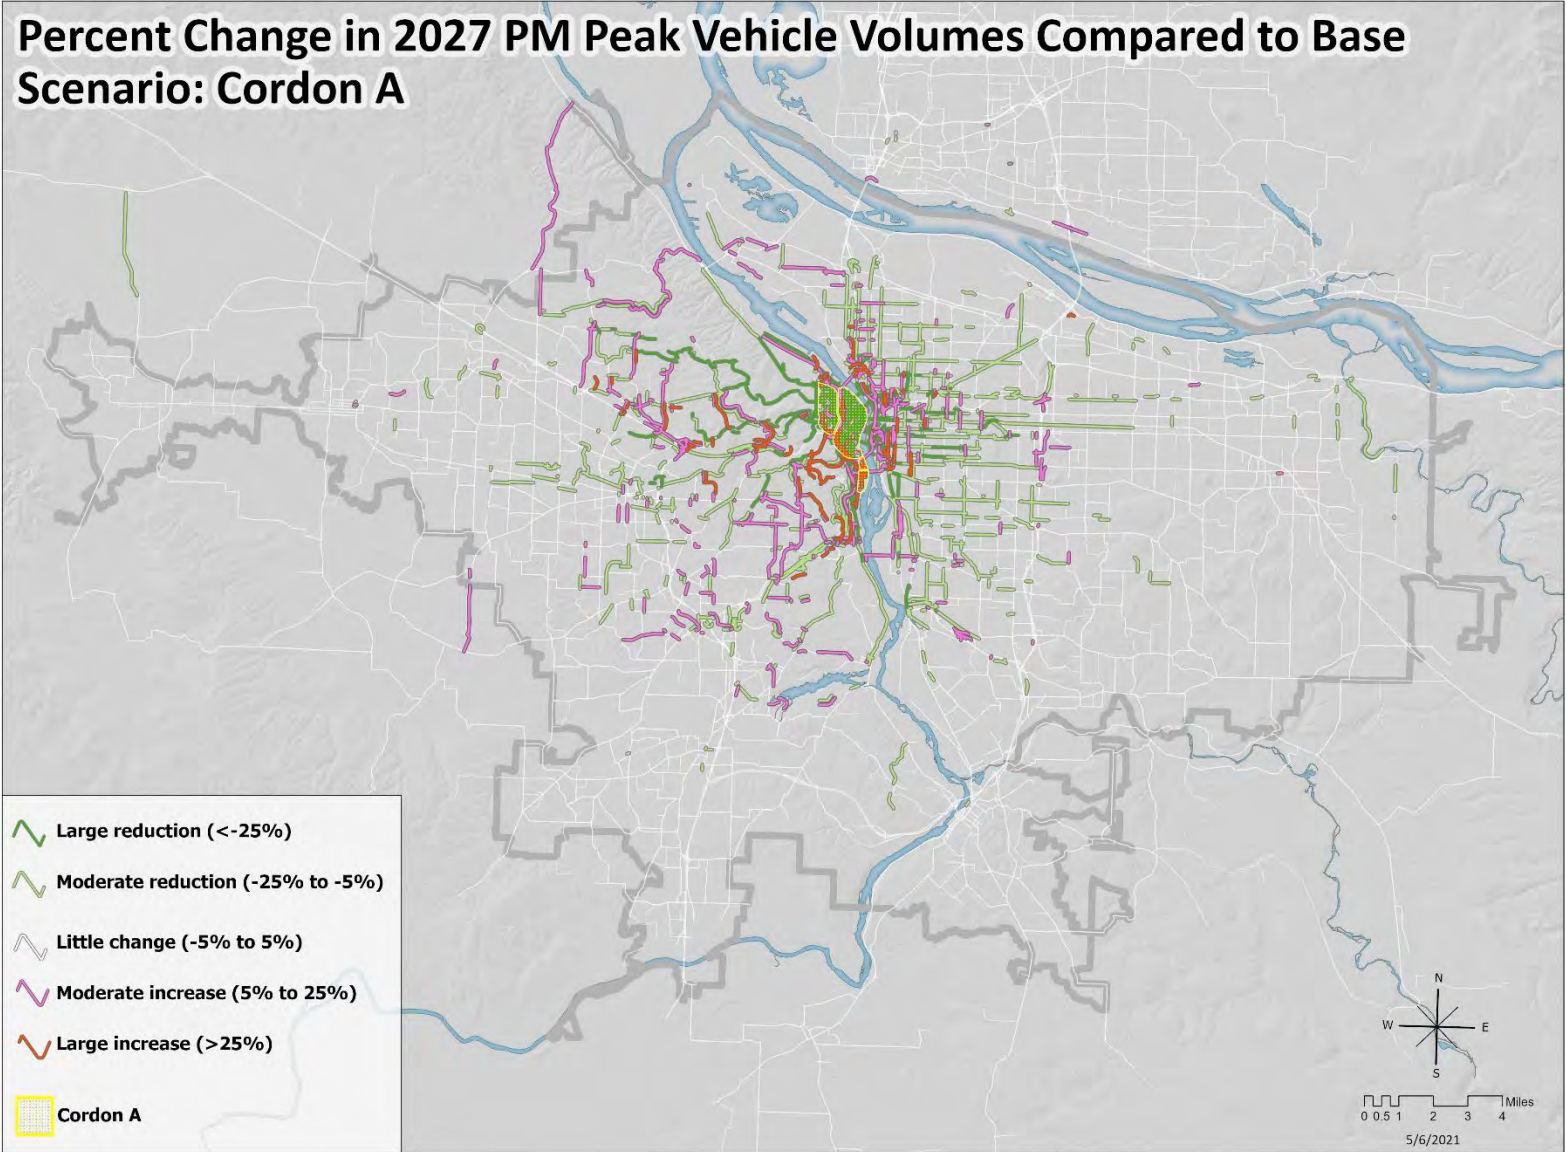 Percent Change in 2027 PM Peak Vehicle Volumes Compared to Base
Scenario: Cordon A
Large reduction (<-25%)
Moderate reduction (-25% to -5%)
Little change (-5% to 5%)
Moderate increase (5% to 25%)
Large increase (>25%)
Cordon A
N
W E
S
Miles
0 0.5 1 2 3 4
5/6/2021